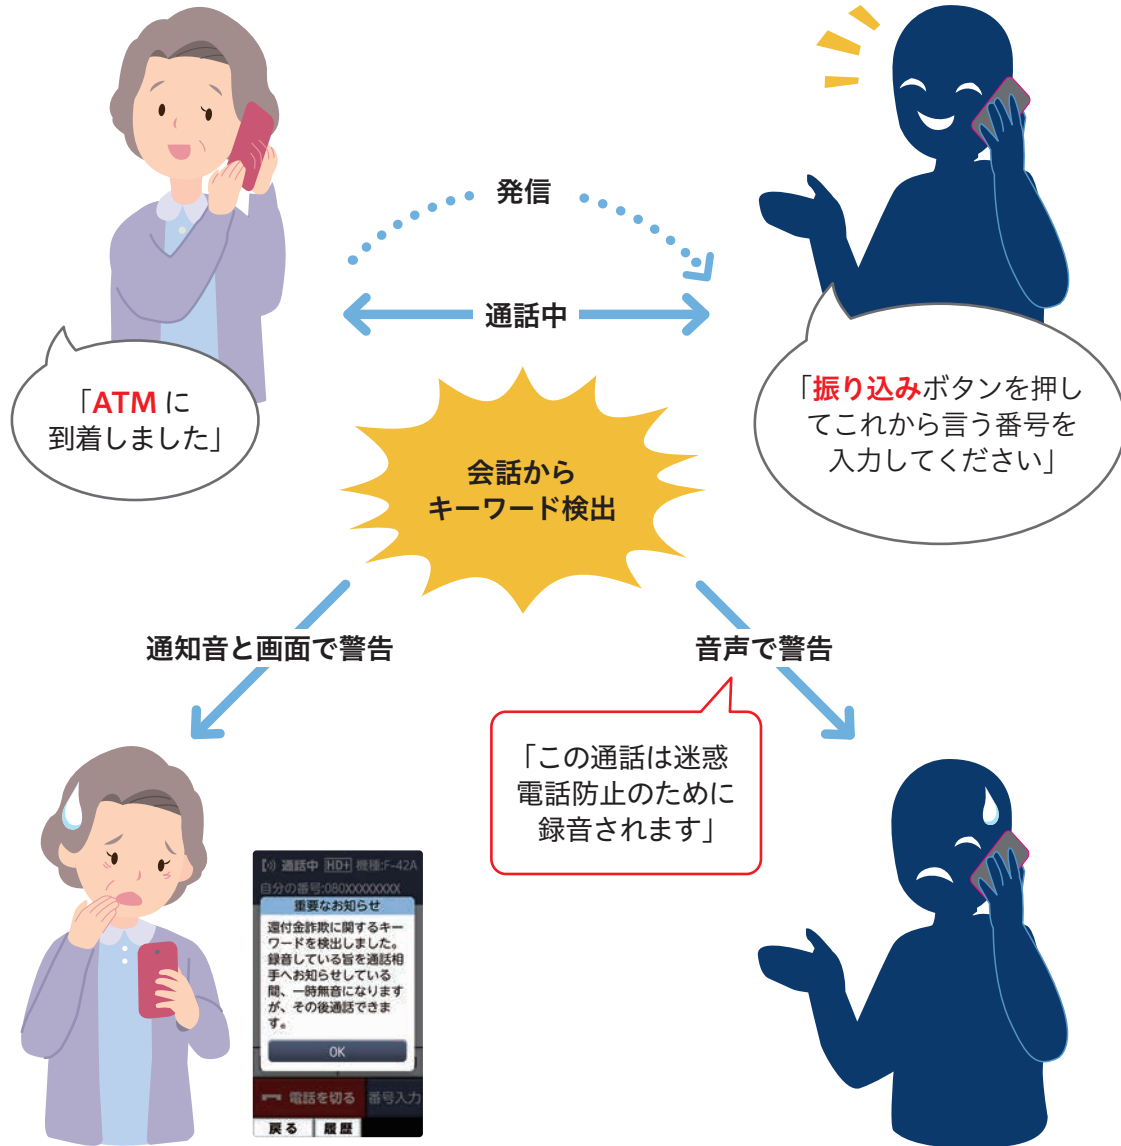 発信
通話中
「ATM に
到着しました」
「振り込みボタンを押し
てこれから言う番号を
入力してください」
会話から
キーワード検出
通知音と画面で警告
音声で警告
「この通話は迷惑
電話防止のために
録音されます」
通話中 HD+ 機種:F-42A
自分の番号:080XXXXXXXX
重要なお知らせ
還付金詐欺に関するキー
ワードを検出しました。
録音している旨を通話相
手へお知らせしている
間、一時無音になります
が、その後通話できま
す。
OK
電話を切る 番号入力
戻る 履歴